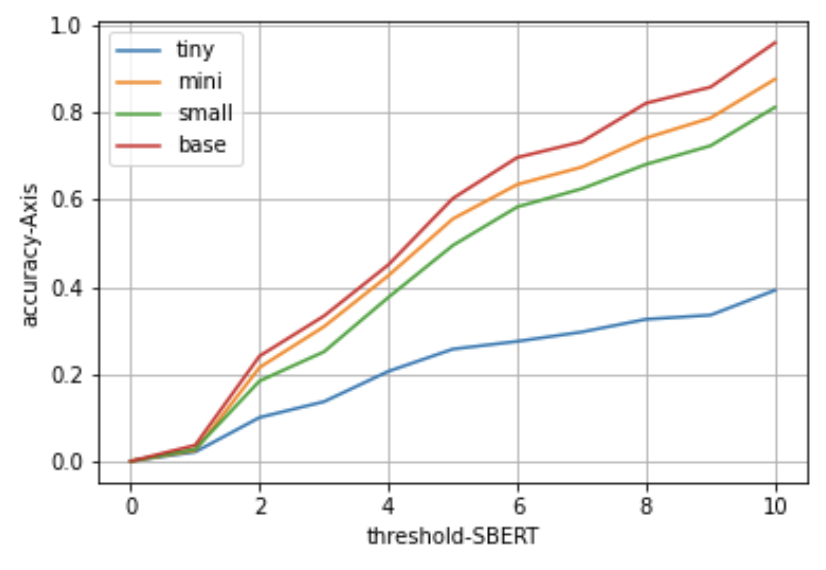 1.0
0.8
0.6
0.4
0.2
0.0
accuracy-Axis
tiny
mini
small
base
0 2 4 6 8 10
threshold-SBERT